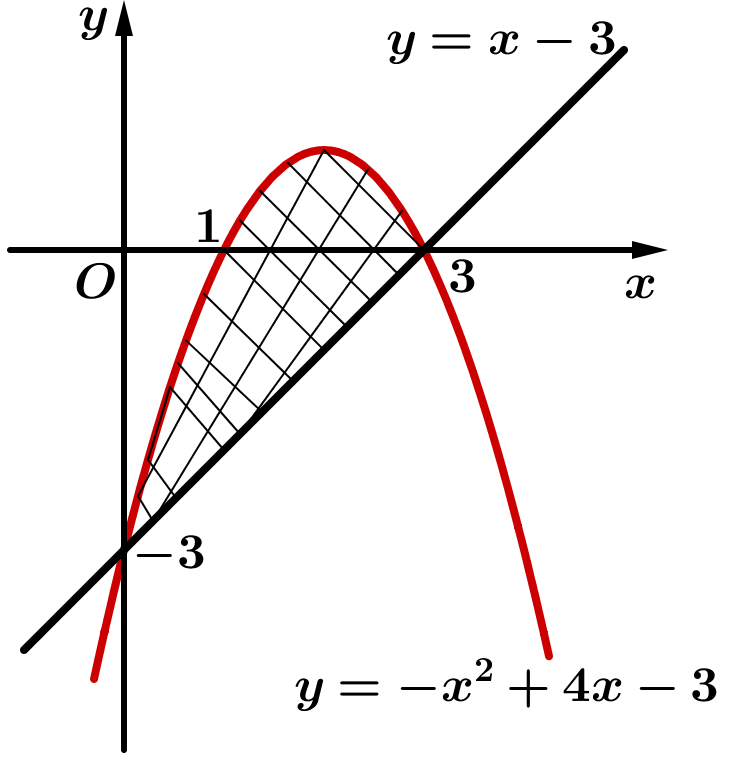 y
y = x − 3
1
O
3
x
−3
y = −x² + 4x − 3